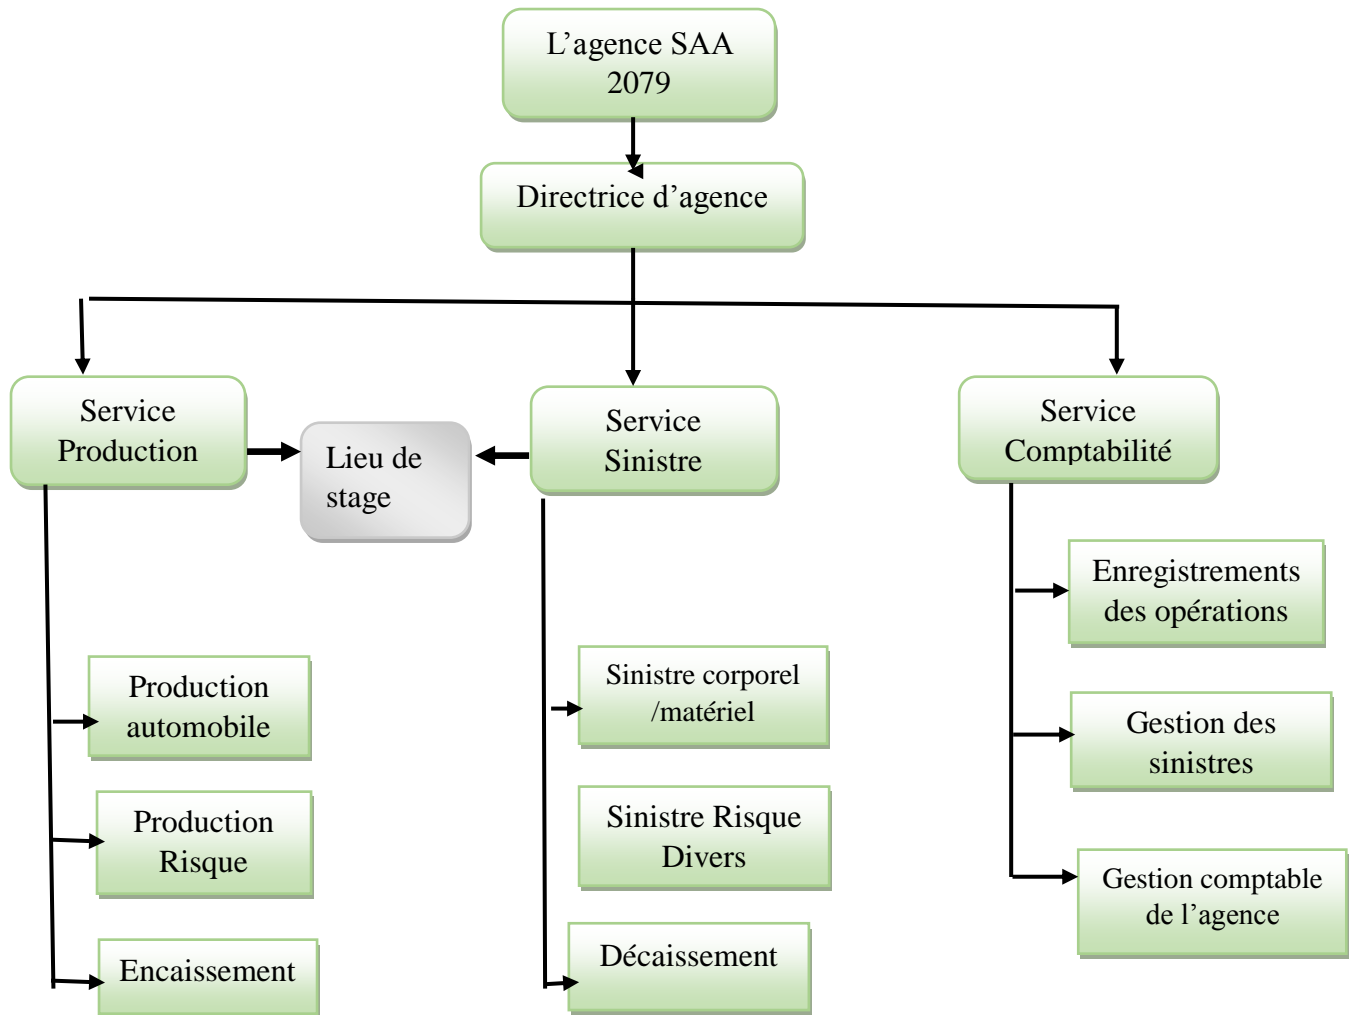 L’agence SAA
2079
Directrice d’agence
Service
Production
Lieu de
stage
Service
Sinistre
Service
Comptabilité
Production
automobile
Production
Risque
Encaissement
Sinistre corporel
/matériel
Sinistre Risque
Divers
Décaissement
Enregistrements
des opérations
Gestion des
sinistres
Gestion comptable
de l’agence